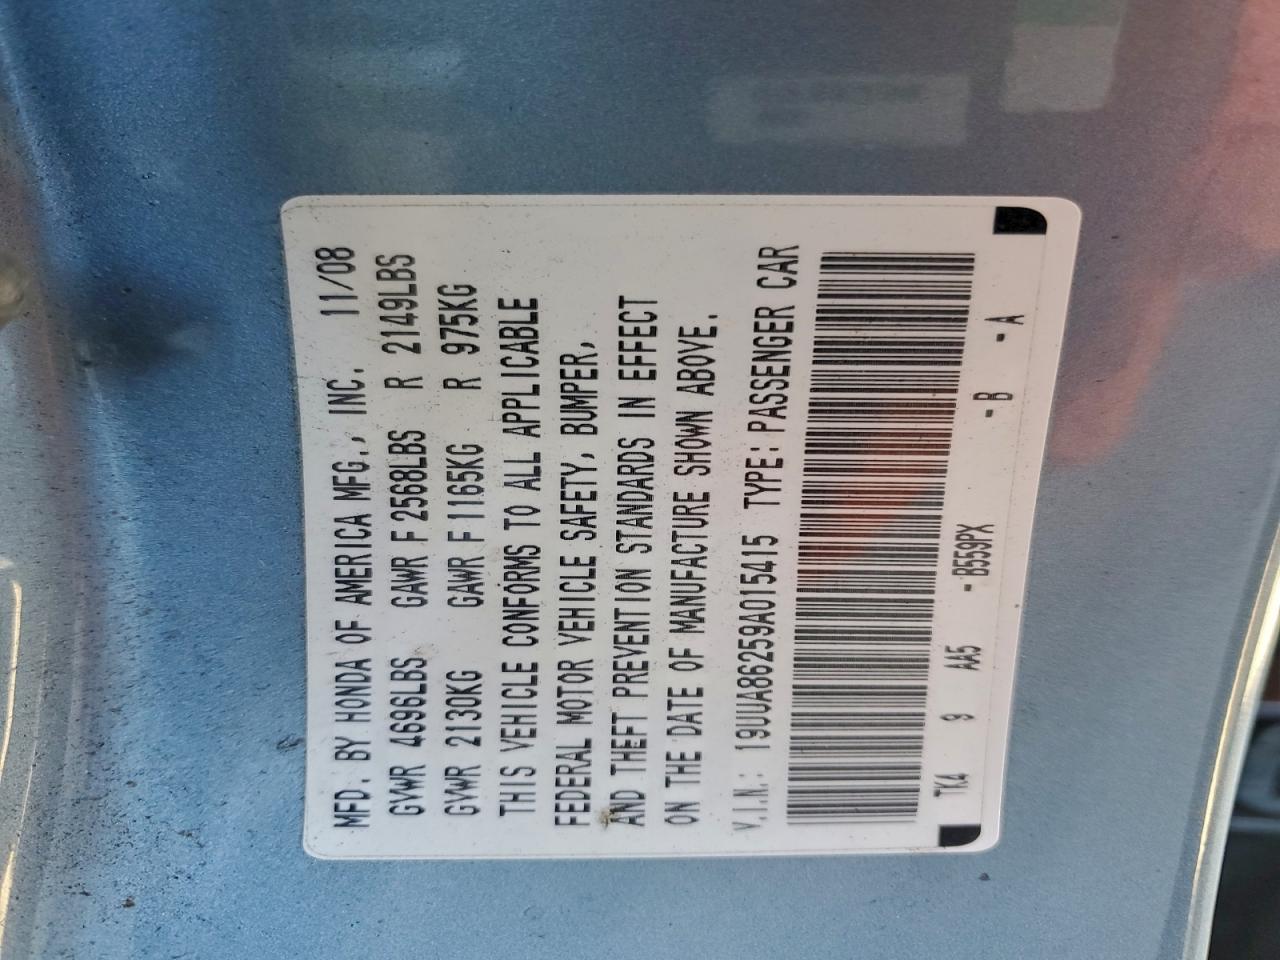 MFD. BY HONDA OF AMERICA MFG., INC. 11/08
GVWR 4696LBS GAWR F 2568LBS R 2149LBS
GVWR 2130KG GAWR F 1165KG R 975KG
THIS VEHICLE CONFORMS TO ALL APPLICABLE
FEDERAL MOTOR VEHICLE SAFETY, BUMPER,
AND THEFT PREVENTION STANDARDS IN EFFECT
ON THE DATE OF MANUFACTURE SHOWN ABOVE.
V.I.N.: 19UUA86259A015415 TYPE: PASSENGER CAR
TK4 9 AA5 - B559PX - B - A